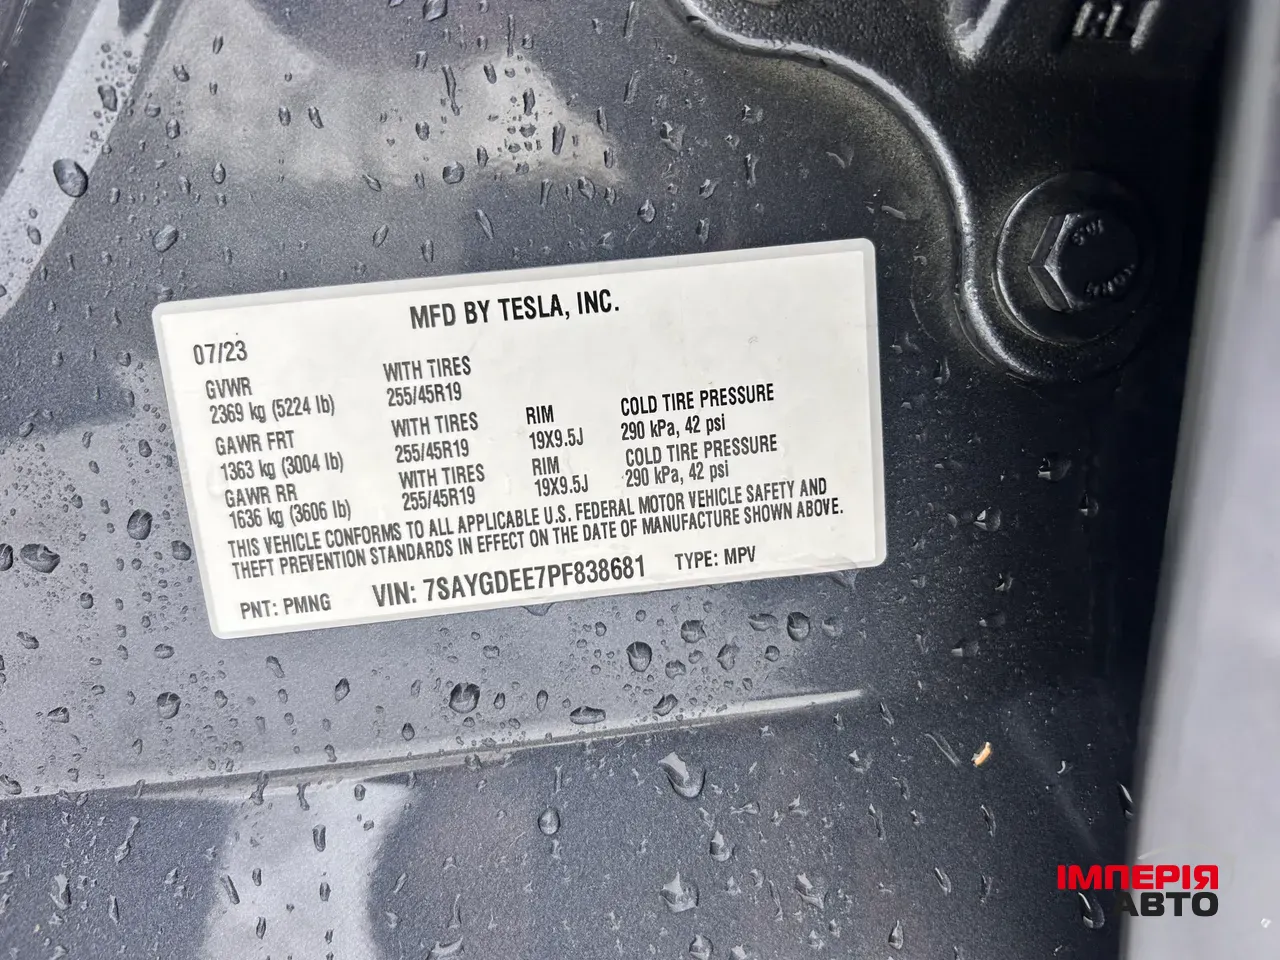 MFD BY TESLA, INC.
07/23
GVWR WITH TIRES
2369 kg (5224 lb) 255/45R19
GAWR FRT WITH TIRES RIM COLD TIRE PRESSURE
1363 kg (3004 lb) 255/45R19 19X9.5J 290 kPa, 42 psi
GAWR RR WITH TIRES RIM COLD TIRE PRESSURE
1636 kg (3606 lb) 255/45R19 19X9.5J 290 kPa, 42 psi
THIS VEHICLE CONFORMS TO ALL APPLICABLE U.S. FEDERAL MOTOR VEHICLE SAFETY AND
THEFT PREVENTION STANDARDS IN EFFECT ON THE DATE OF MANUFACTURE SHOWN ABOVE.
PNT: PMNG VIN: 7SAYGDEE7PF838681 TYPE: MPV
ІМПЕРІЯ
АВТО